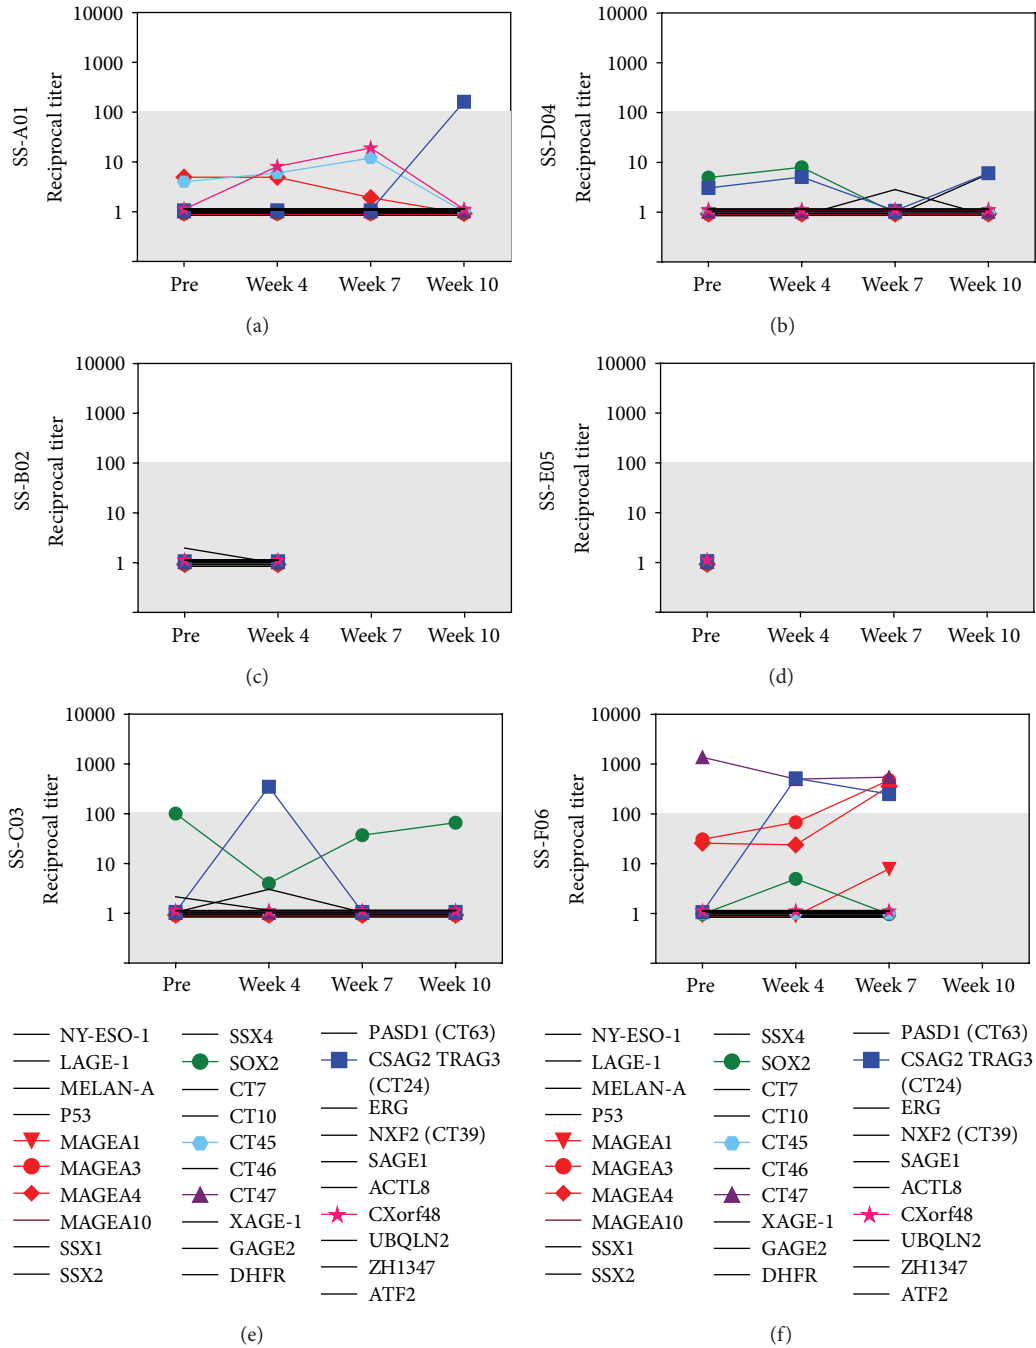 10000
1000
100
10
1
Reciprocal titer
SS-A01
Pre Week 4 Week 7 Week 10
(a)
10000
1000
100
10
1
Reciprocal titer
SS-D04
Pre Week 4 Week 7 Week 10
(b)
10000
1000
100
10
1
Reciprocal titer
SS-B02
Pre Week 4 Week 7 Week 10
(c)
10000
1000
100
10
1
Reciprocal titer
SS-E05
Pre Week 4 Week 7 Week 10
(d)
10000
1000
100
10
1
Reciprocal titer
SS-C03
Pre Week 4 Week 7 Week 10
NY-ESO-1
LAGE-1
MELAN-A
P53
MAGEA1
MAGEA3
MAGEA4
MAGEA10
SSX1
SSX2
SSX4
SOX2
CT7
CT10
CT45
CT46
CT47
XAGE-1
GAGE2
DHFR
PASD1 (CT63)
CSAG2 TRAG3
(CT24)
ERG
NXF2 (CT39)
SAGE1
ACTL8
CXorf48
UBQLN2
ZH1347
ATF2
(e)
10000
1000
100
10
1
Reciprocal titer
SS-F06
Pre Week 4 Week 7 Week 10
NY-ESO-1
LAGE-1
MELAN-A
P53
MAGEA1
MAGEA3
MAGEA4
MAGEA10
SSX1
SSX2
SSX4
SOX2
CT7
CT10
CT45
CT46
CT47
XAGE-1
GAGE2
DHFR
PASD1 (CT63)
CSAG2 TRAG3
(CT24)
ERG
NXF2 (CT39)
SAGE1
ACTL8
CXorf48
UBQLN2
ZH1347
ATF2
(f)